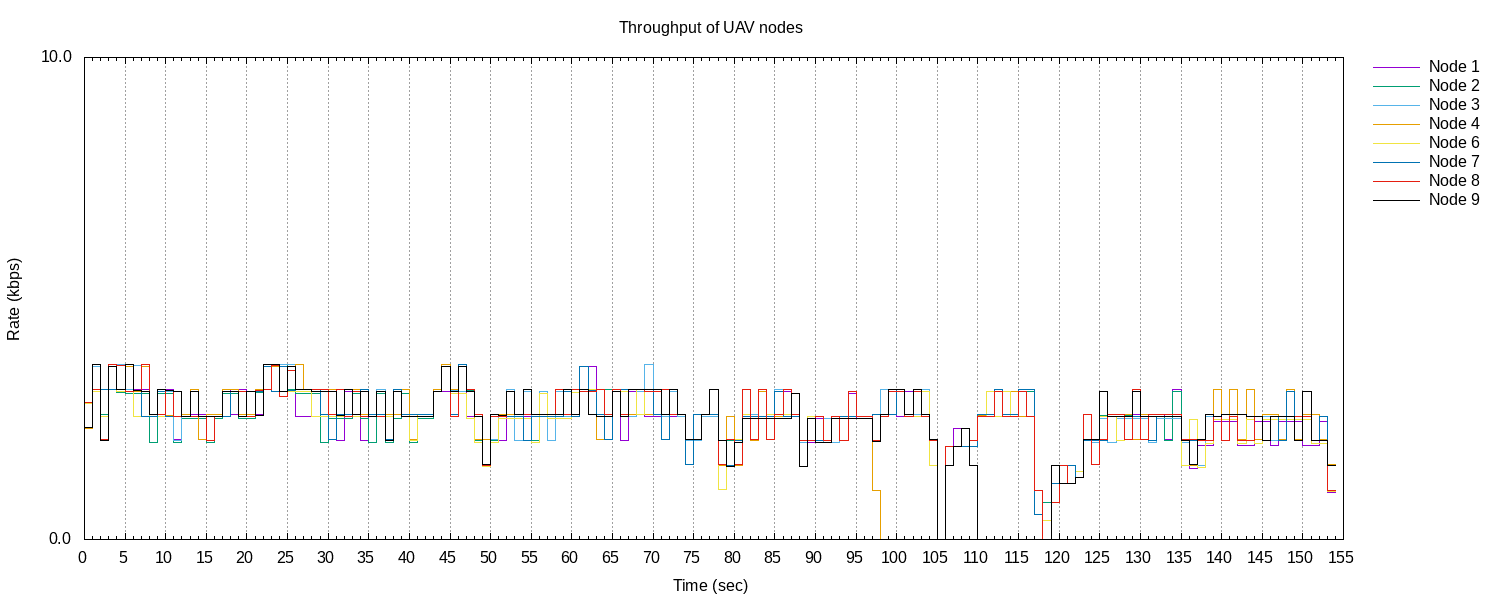 Throughput of UAV nodes
10.0
Node 1
Node 2
Node 3
Node 4
Node 6
Node 7
Node 8
Node 9
Rate (kbps)
0.0
0 5 10 15 20 25 30 35 40 45 50 55 60 65 70 75 80 85 90 95 100 105 110 115 120 125 130 135 140 145 150 155
Time (sec)